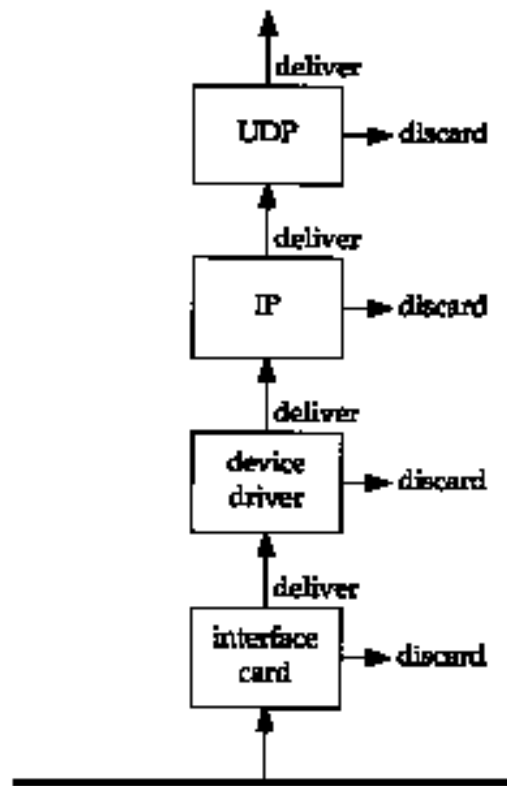 deliver
UDP
discard
deliver
IP
discard
deliver
device
driver
discard
deliver
interface
card
discard